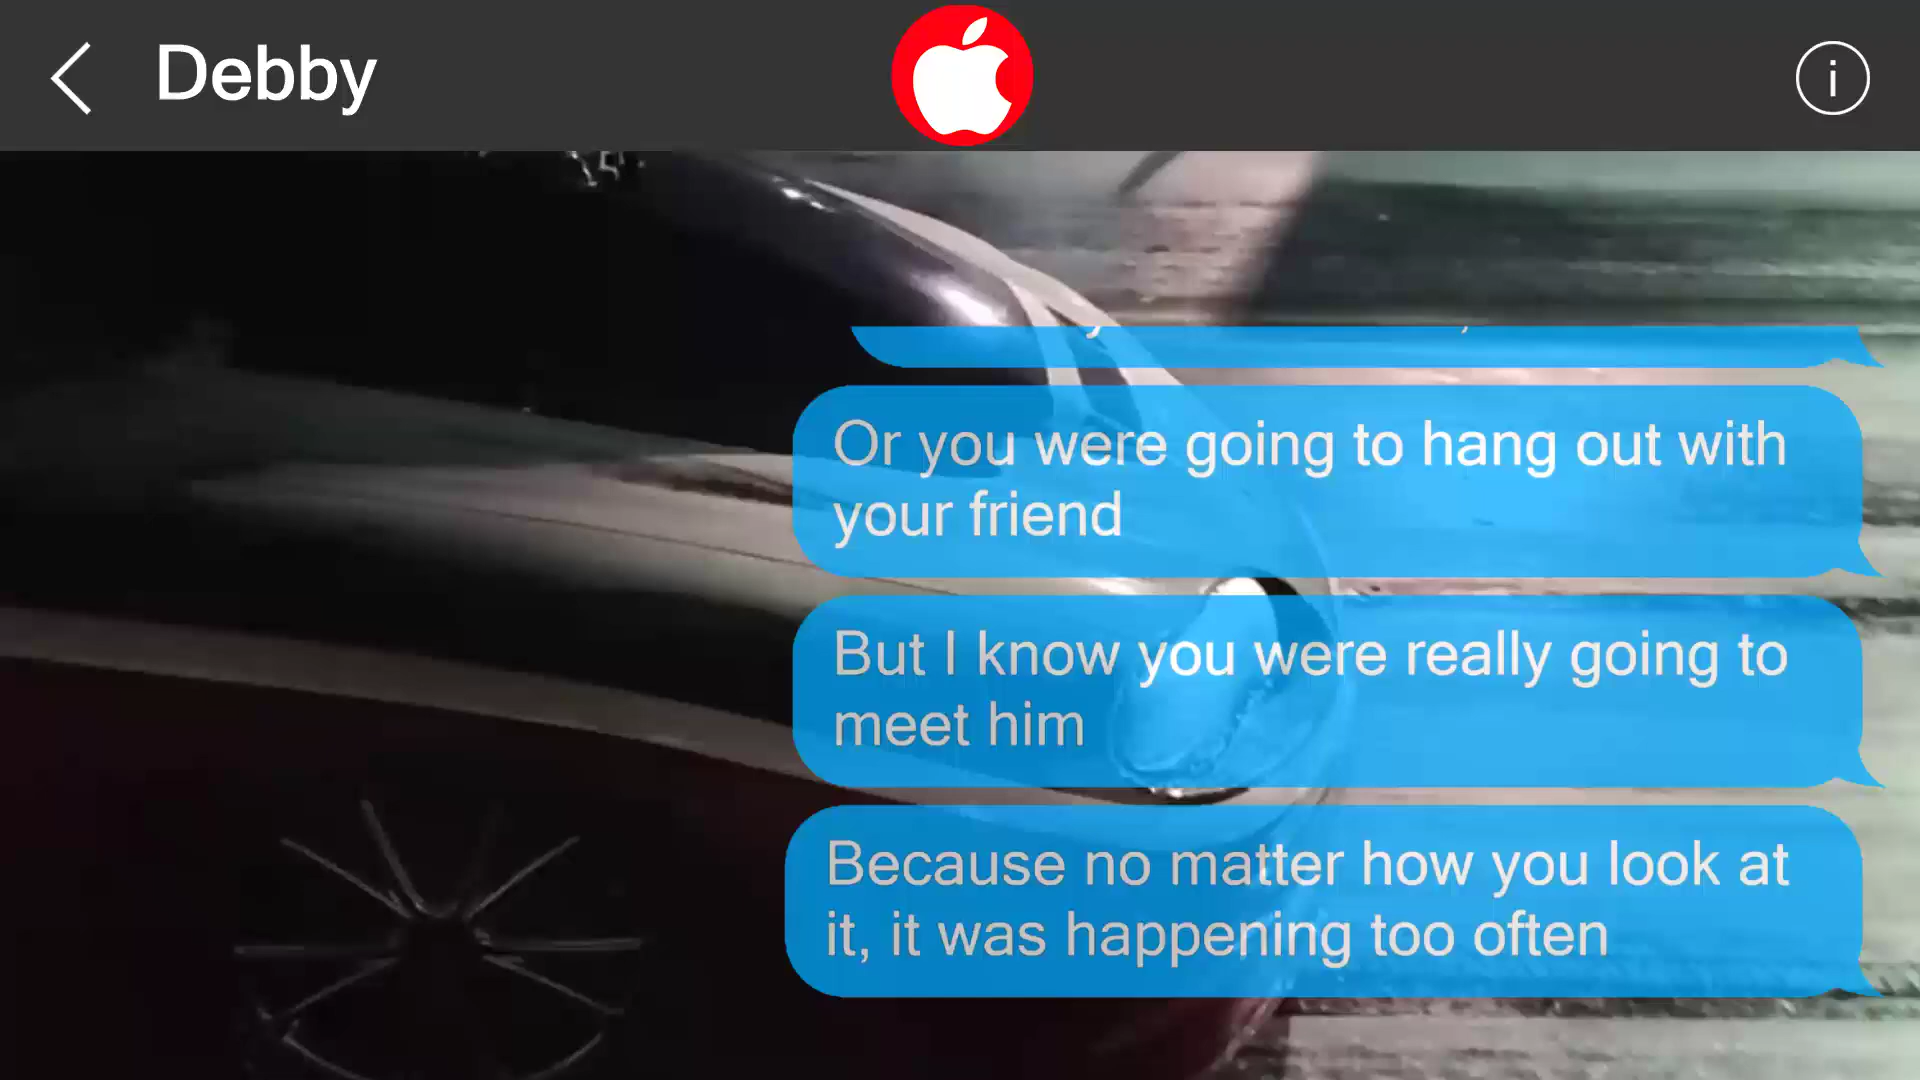 Debby
i
Or you were going to hang out with
your friend
But I know you were really going to
meet him
Because no matter how you look at
it, it was happening too often